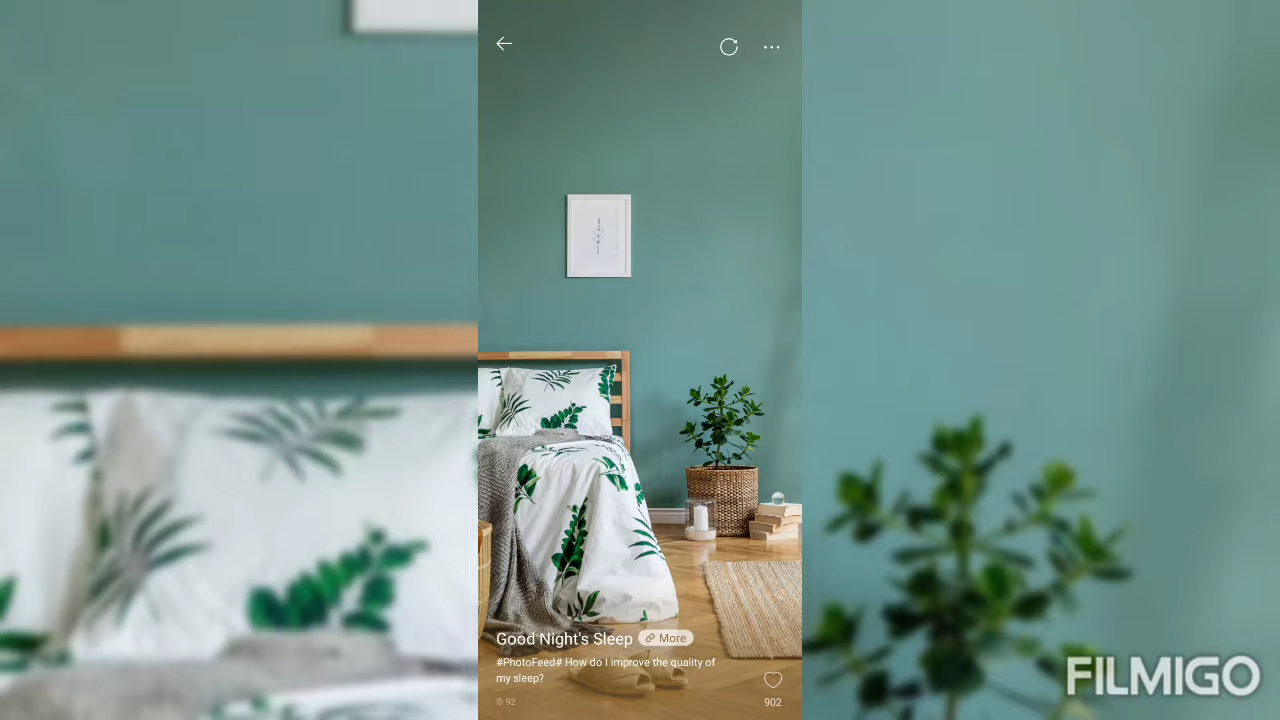 Good Night's Sleep More
#PhotoFeed# How do I improve the quality of
my sleep?
© 92
902
FILMIGO